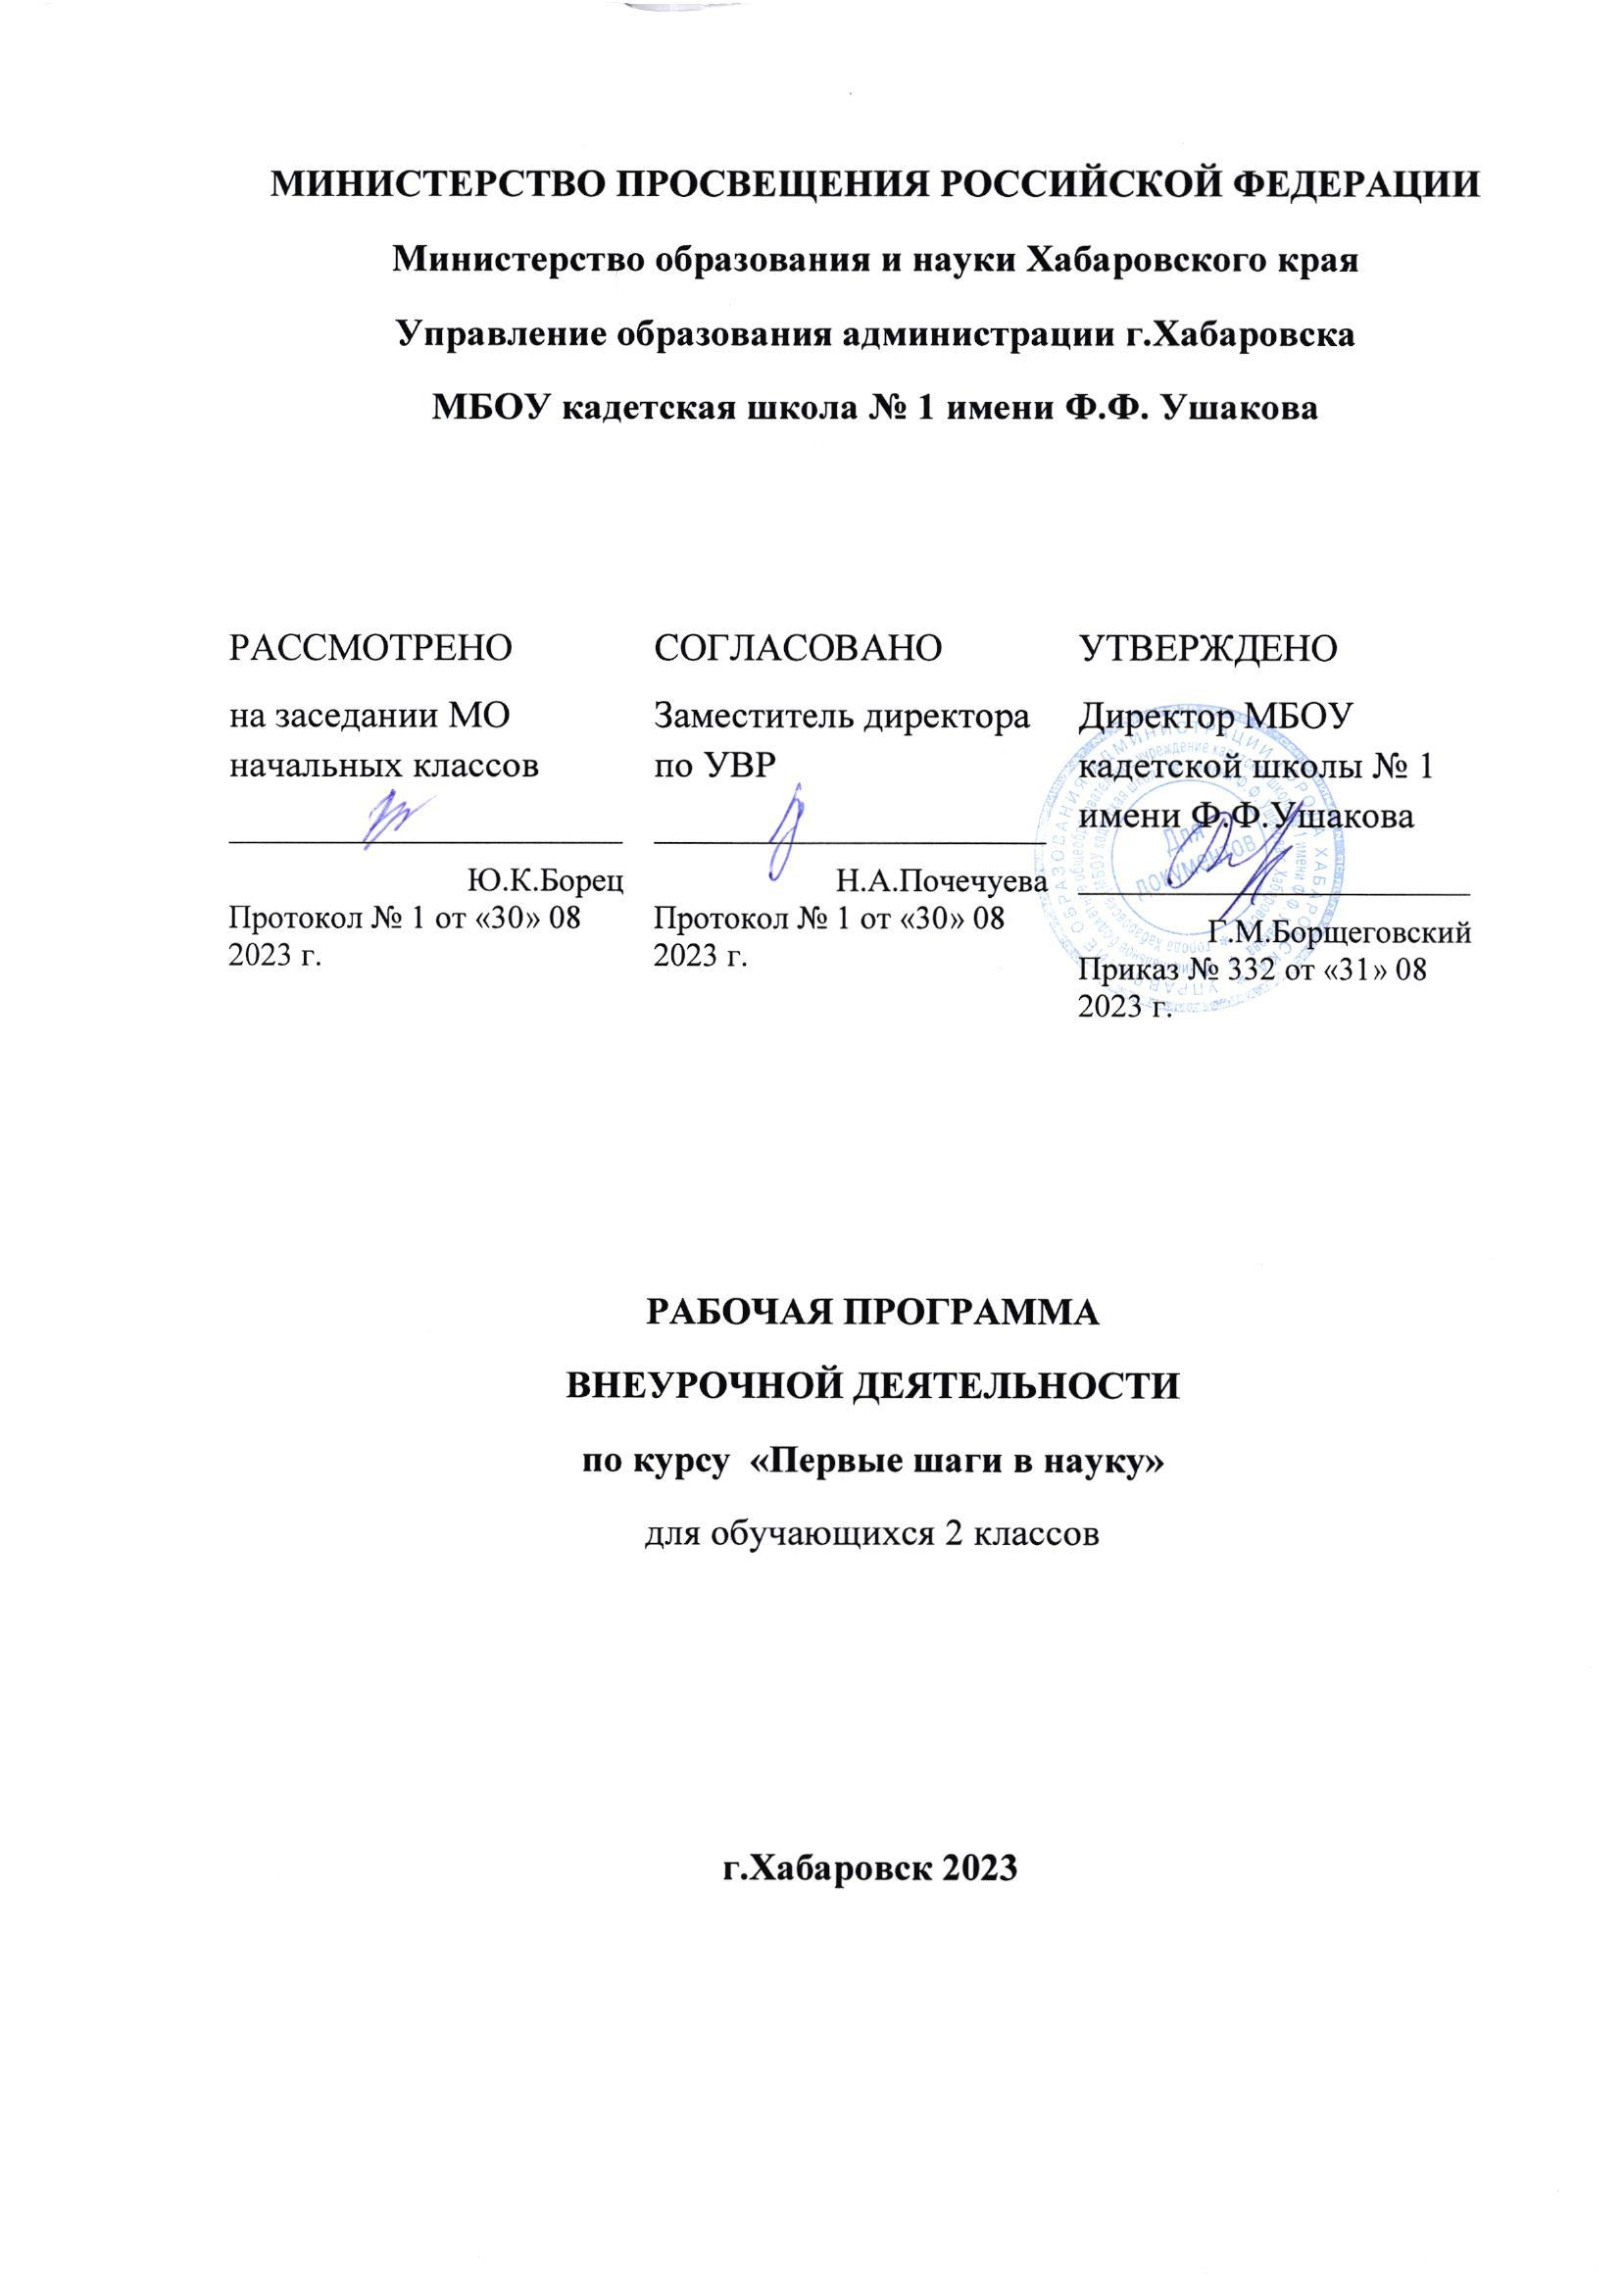 МИНИСТЕРСТВО ПРОСВЕЩЕНИЯ РОССИЙСКОЙ ФЕДЕРАЦИИ
Министерство образования и науки Хабаровского края
Управление образования администрации г.Хабаровска
МБОУ кадетская школа № 1 имени Ф.Ф. Ушакова
РАССМОТРЕНО
на заседании МО
начальных классов
Ю.К.Борец
Протокол № 1 от «30» 08
2023 г.
СОГЛАСОВАНО
Заместитель директора
по УВР
Н.А.Почечуева
Протокол № 1 от «30» 08
2023 г.
УТВЕРЖДЕНО
Директор МБОУ
кадетской школы № 1
имени Ф.Ф.Ушакова
Г.М.Борщеговский
Приказ № 332 от «31» 08
2023 г.
Для
документов
РАБОЧАЯ ПРОГРАММА
ВНЕУРОЧНОЙ ДЕЯТЕЛЬНОСТИ
по курсу «Первые шаги в науку»
для обучающихся 2 классов
г.Хабаровск 2023